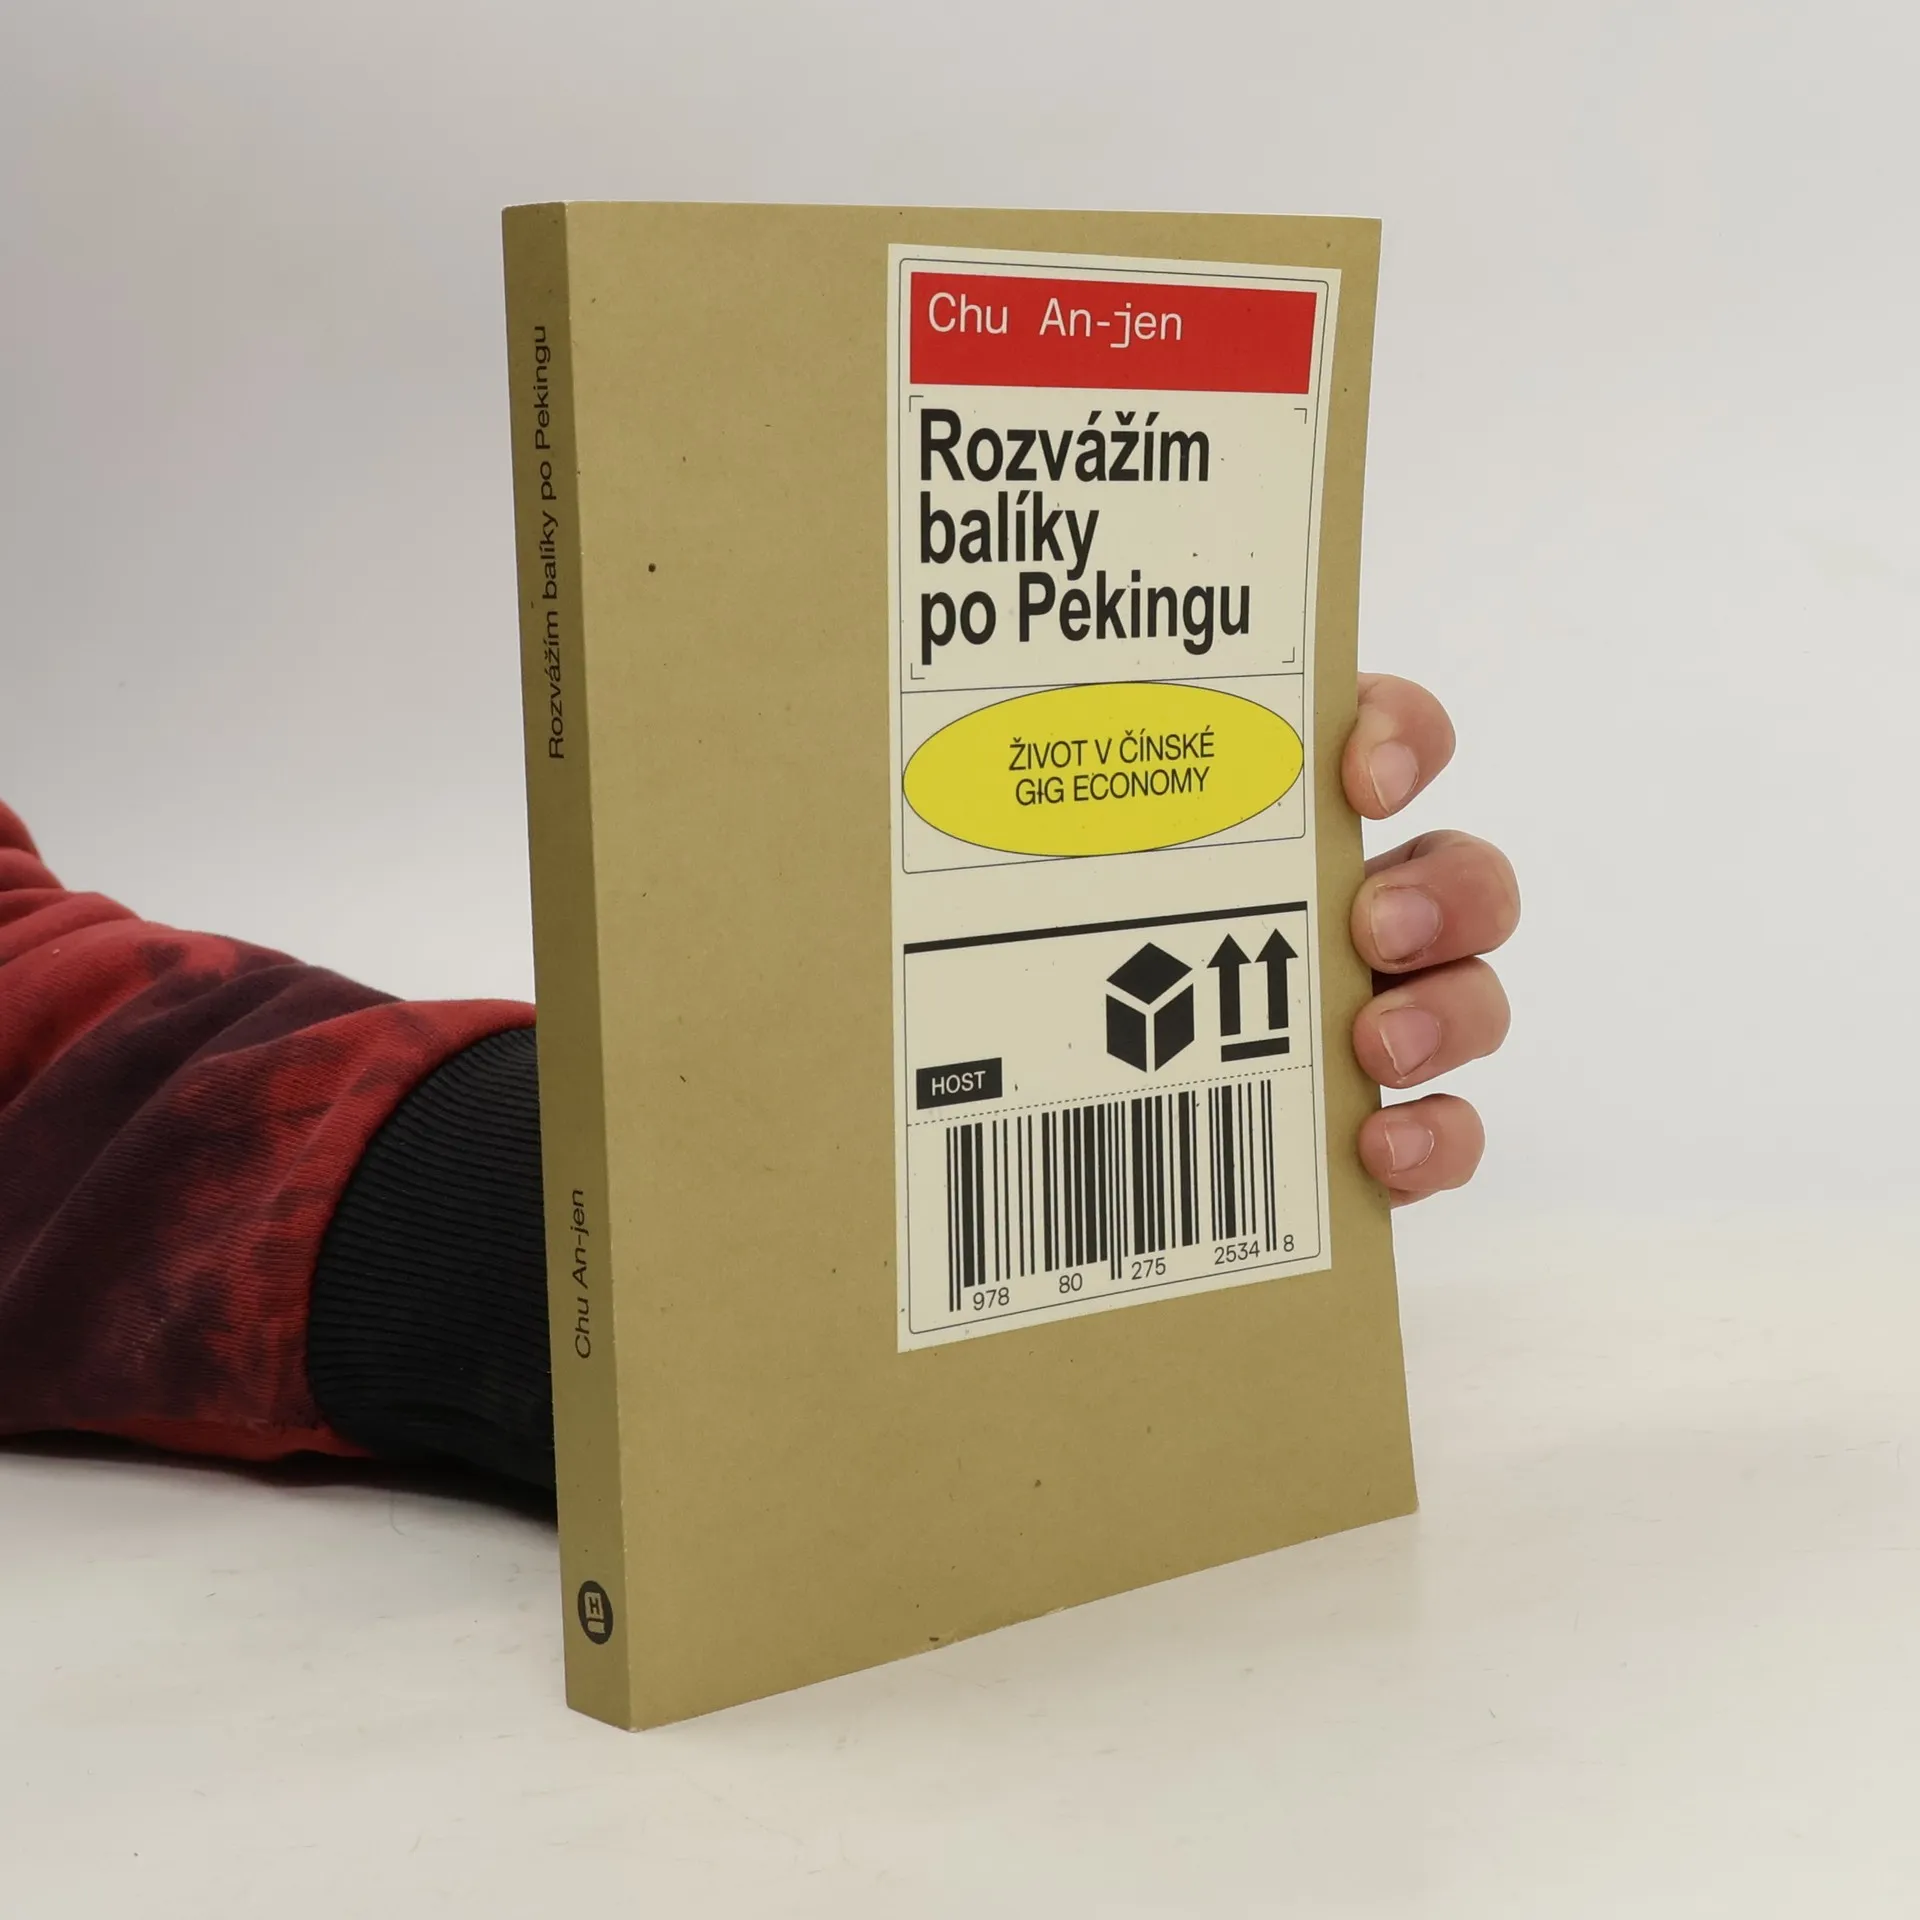 Chu An-jen
Rozvážím
balíky
po Pekingu
ŽIVOT V ČÍNSKÉ
GIG ECONOMY
HOST
978 80 275 2534 8
Rozvážím balíky po Pekingu
Chu An-jen